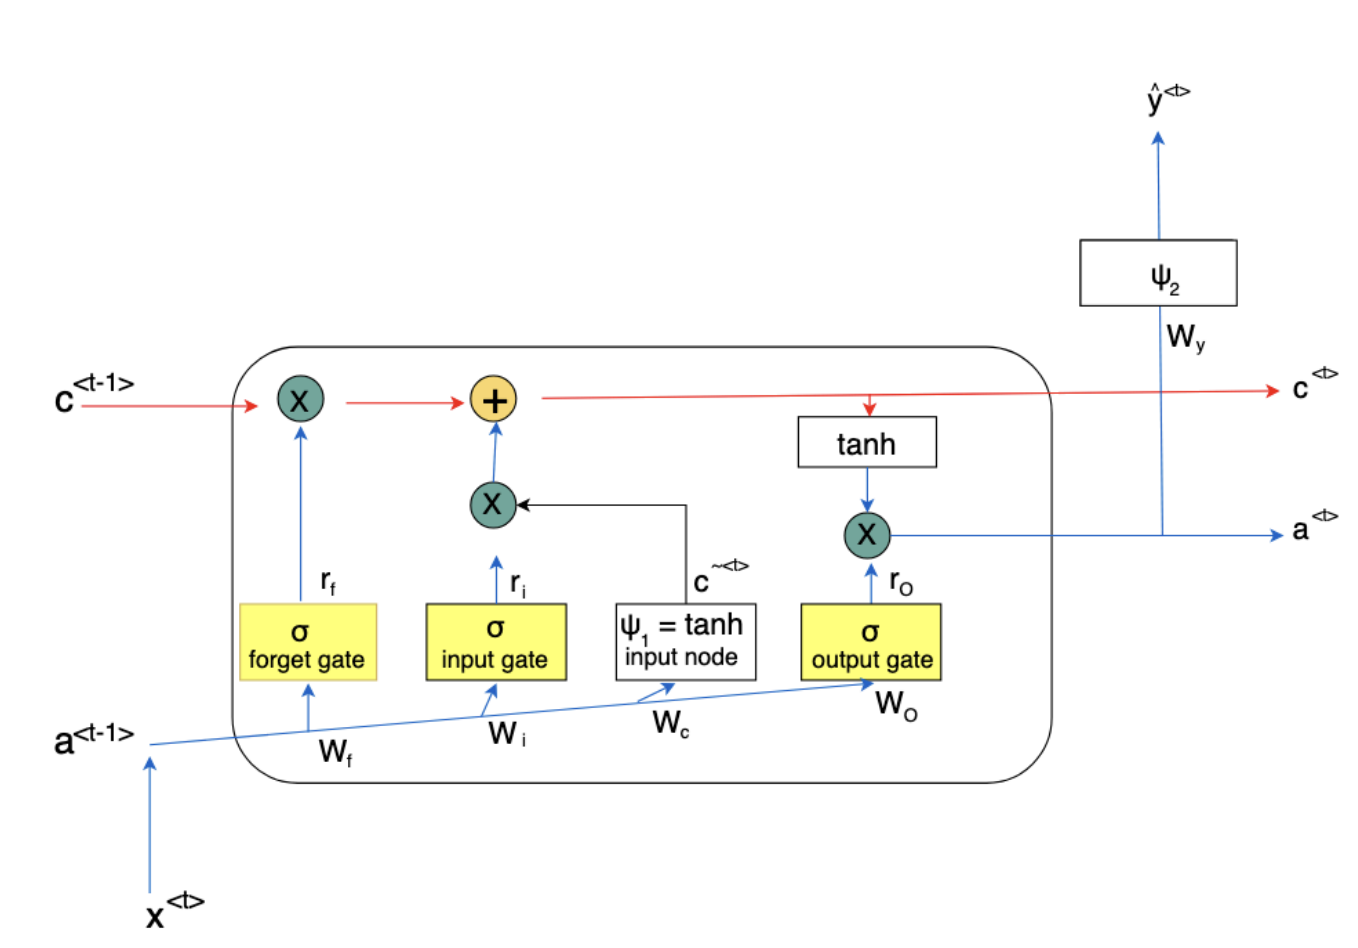 ŷ<t>
ψ2
Wy
c<t-1>
X
+
c<t>
tanh
X
X
a<t>
rf
ri
c~<t>
rO
σ
forget gate
σ
input gate
ψ1 = tanh
input node
σ
output gate
a<t-1>
Wf
Wi
Wc
WO
x<t>